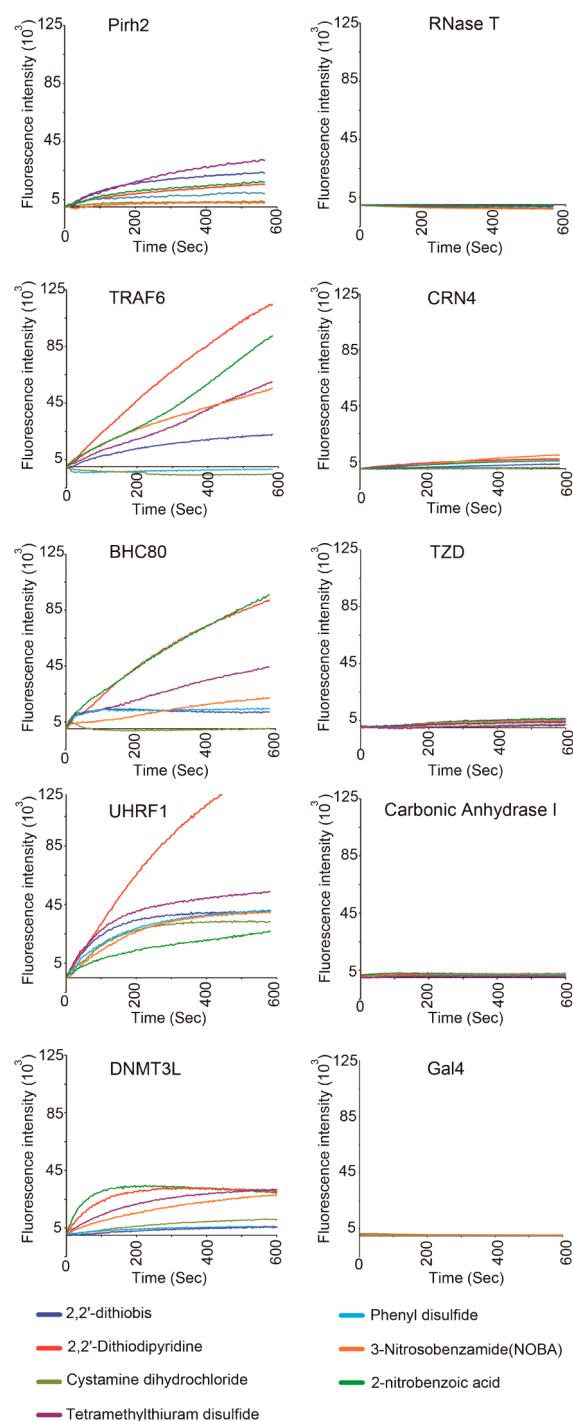 Pirh2
Fluorescence intensity (10³)
125
85
45
5
0
200
400
600
Time (Sec)
RNase T
Fluorescence intensity (10³)
125
85
45
5
0
200
400
600
Time (Sec)
TRAF6
Fluorescence intensity (10³)
125
85
45
5
0
200
400
600
Time (Sec)
CRN4
Fluorescence intensity (10³)
125
85
45
5
0
200
400
600
Time (Sec)
BHC80
Fluorescence intensity (10³)
125
85
45
5
0
200
400
600
Time (Sec)
TZD
Fluorescence intensity (10³)
125
85
45
5
0
200
400
600
Time (Sec)
UHRF1
Fluorescence intensity (10³)
125
85
45
5
0
200
400
600
Time (Sec)
Carbonic Anhydrase I
Fluorescence intensity (10³)
125
85
45
5
0
200
400
600
Time (Sec)
DNMT3L
Fluorescence intensity (10³)
125
85
45
5
0
200
400
600
Time (Sec)
Gal4
Fluorescence intensity (10³)
125
85
45
5
0
200
400
600
Time (Sec)
2,2'-dithiobis
2,2'-Dithiodipyridine
Cystamine dihydrochloride
Tetramethylthiuram disulfide
Phenyl disulfide
3-Nitrosobenzamide(NOBA)
2-nitrobenzoic acid